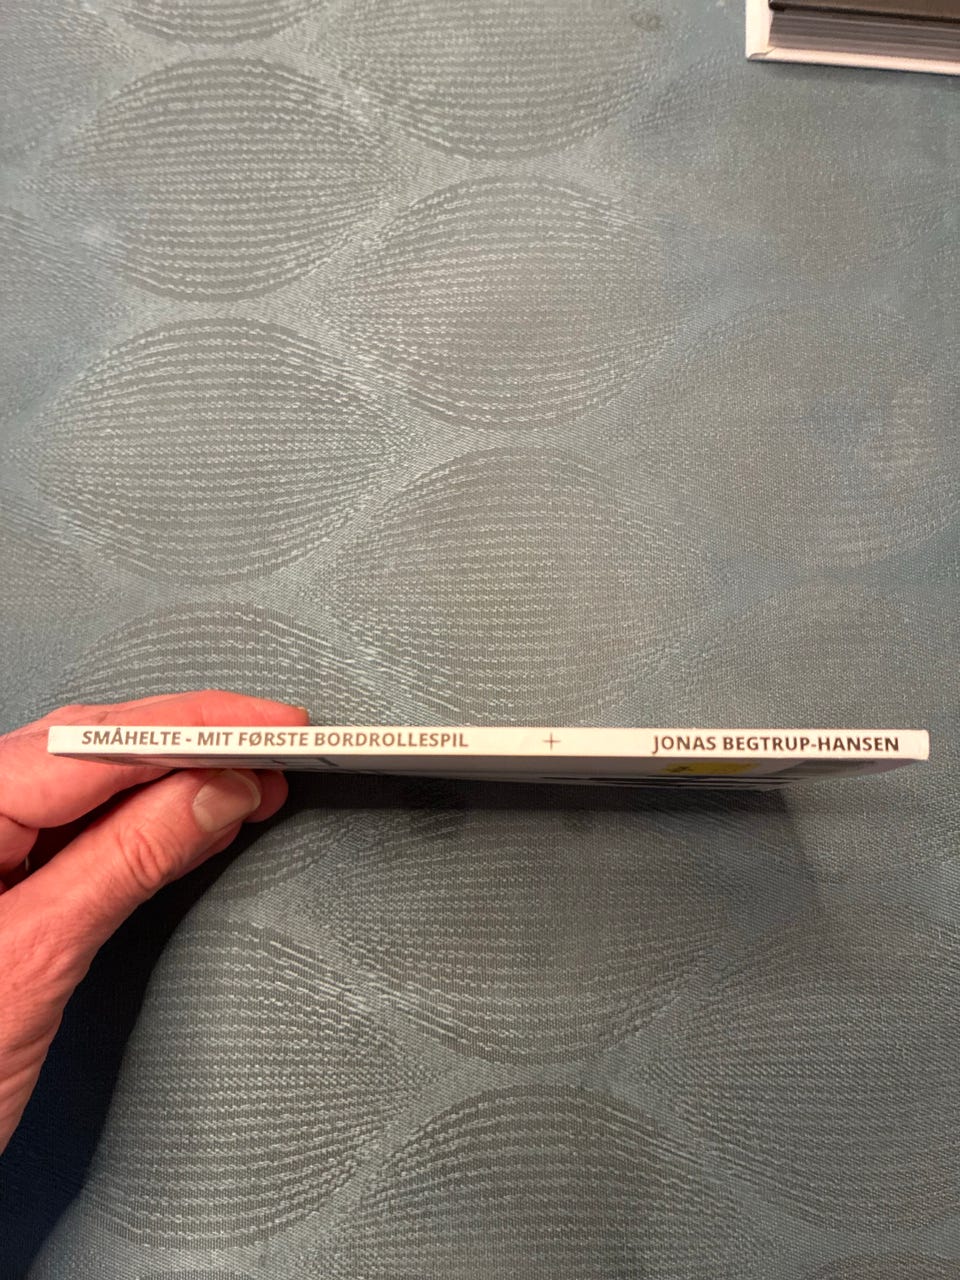 SMÅHELTE - MIT FØRSTE BORDROLLESPIL + JONAS BEGTRUP-HANSEN